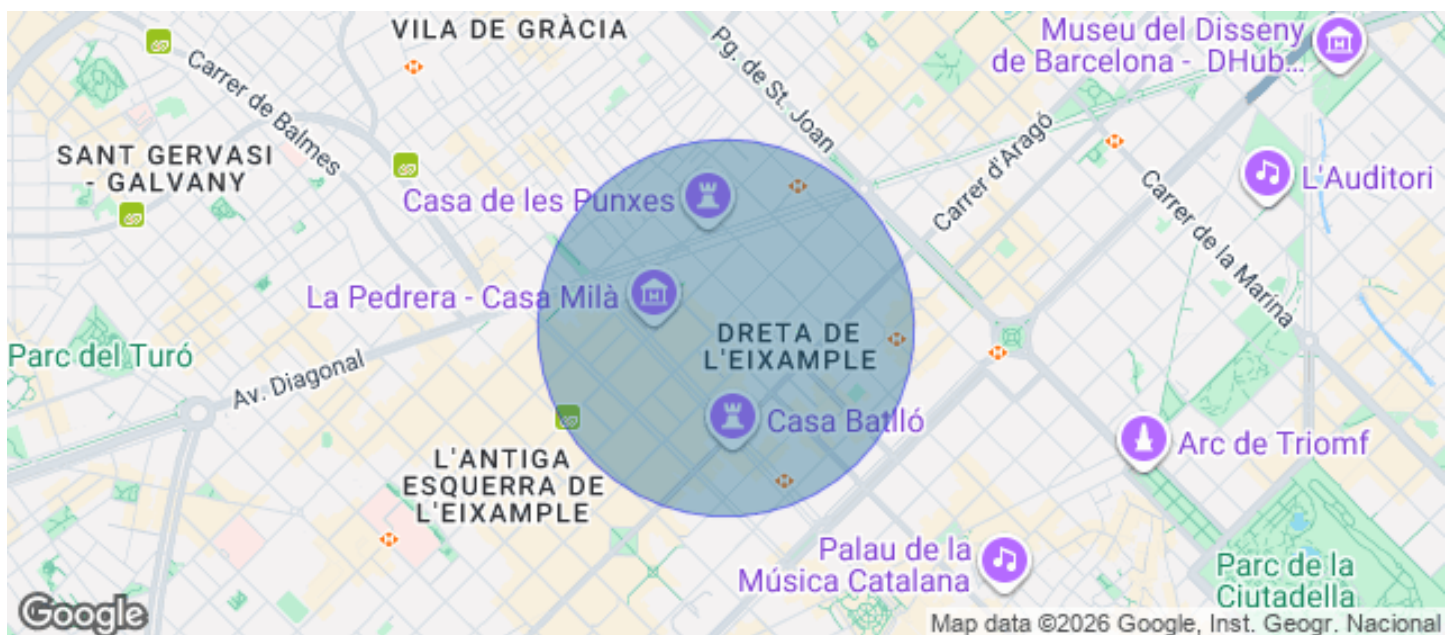 VILA DE GRÀCIA
Pg. de St. Joan
Museu del Disseny
de Barcelona - DHub...
Carrer de Balmes
SANT GERVASI
- GALVANY
Casa de les Punxes
Carrer d'Aragó
L'Auditori
Carrer de la Marina
La Pedrera - Casa Milà
DRETA DE
L'EIXAMPLE
Parc del Turó
Av. Diagonal
Casa Batlló
Arc de Triomf
L'ANTIGA
ESQUERRA DE
L'EIXAMPLE
Palau de la
Música Catalana
Parc de la
Ciutadella
Google
Map data ©2026 Google, Inst. Geogr. Nacional